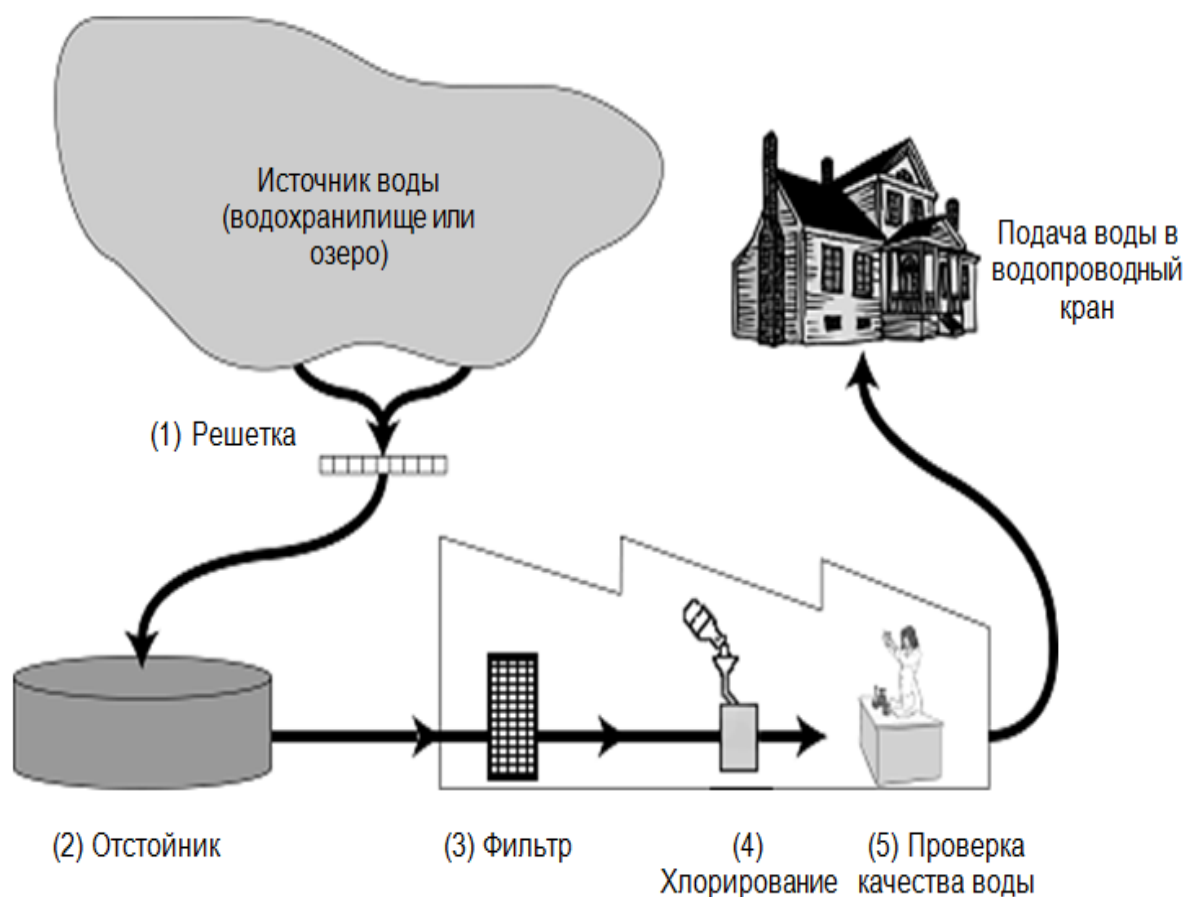 Источник воды
(водохранилище или
озеро)
Подача воды в
водопроводный
кран
(1) Решетка
(2) Отстойник
(3) Фильтр
(4)
Хлорирование
(5) Проверка
качества воды